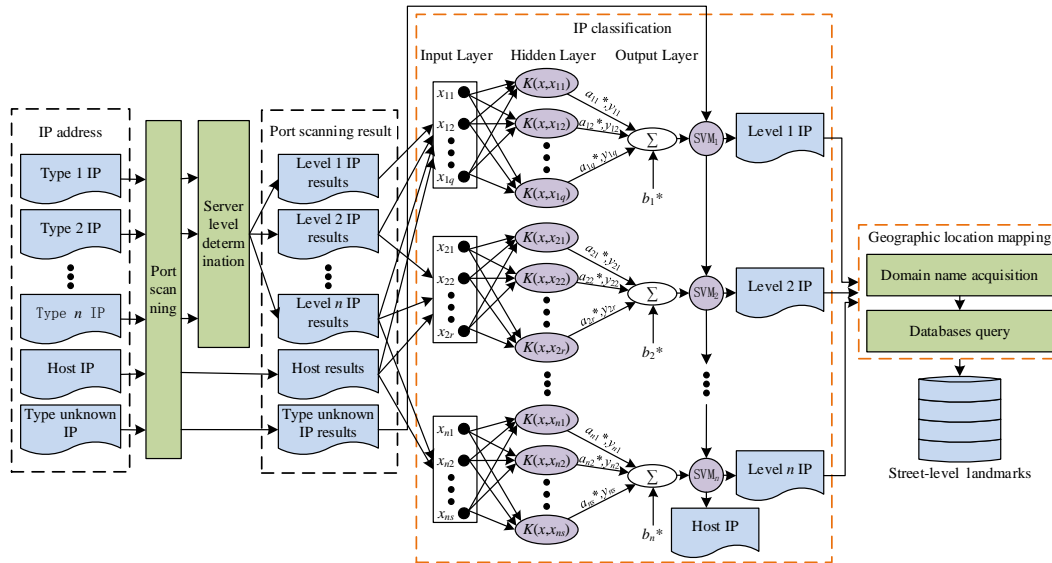 IP address
Type 1 IP
Type 2 IP
Type n IP
Host IP
Type unknown
IP
Port
scan
ning
Server
level
determ
ination
Port scanning result
Level 1 IP
results
Level 2 IP
results
Level n IP
results
Host results
Type unknown
IP results
IP classification
Input Layer
Hidden Layer
Output Layer
x11
x12
x1q
K(x,x11)
K(x,x12)
K(x,x1q)
a11*,y11
a12*,y12
a1q*,y1q
∑
b1*
SVM1
Level 1 IP
x21
x22
x2r
K(x,x21)
K(x,x22)
K(x,x2r)
a21*,y21
a22*,y22
a2r*,y2r
∑
b2*
SVM2
Level 2 IP
xn1
xn2
xns
K(x,xn1)
K(x,xn2)
K(x,xns)
an1*,yn1
an2*,yn2
ans*,yns
∑
bn*
SVMn
Level n IP
Host IP
Geographic location mapping
Domain name acquisition
Databases query
Street-level landmarks